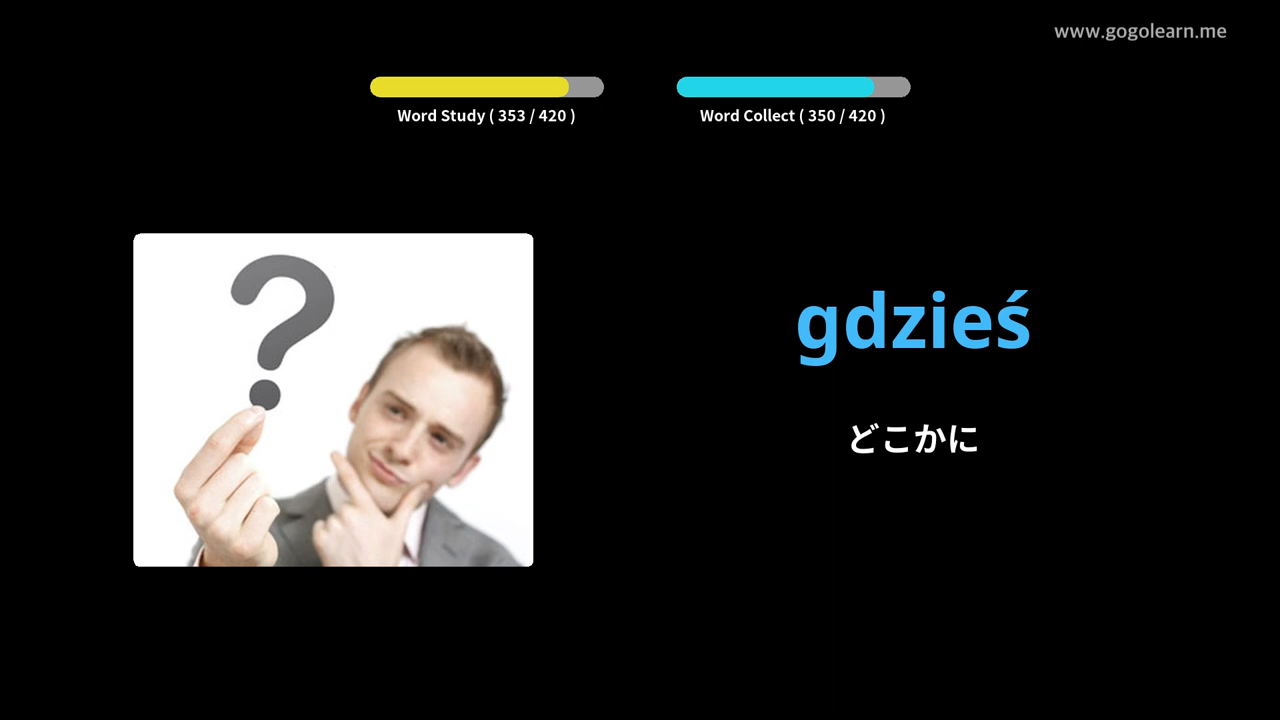 www.gogolearn.me
Word Study ( 353 / 420 )
Word Collect ( 350 / 420 )
?
gdzieś
どこかに